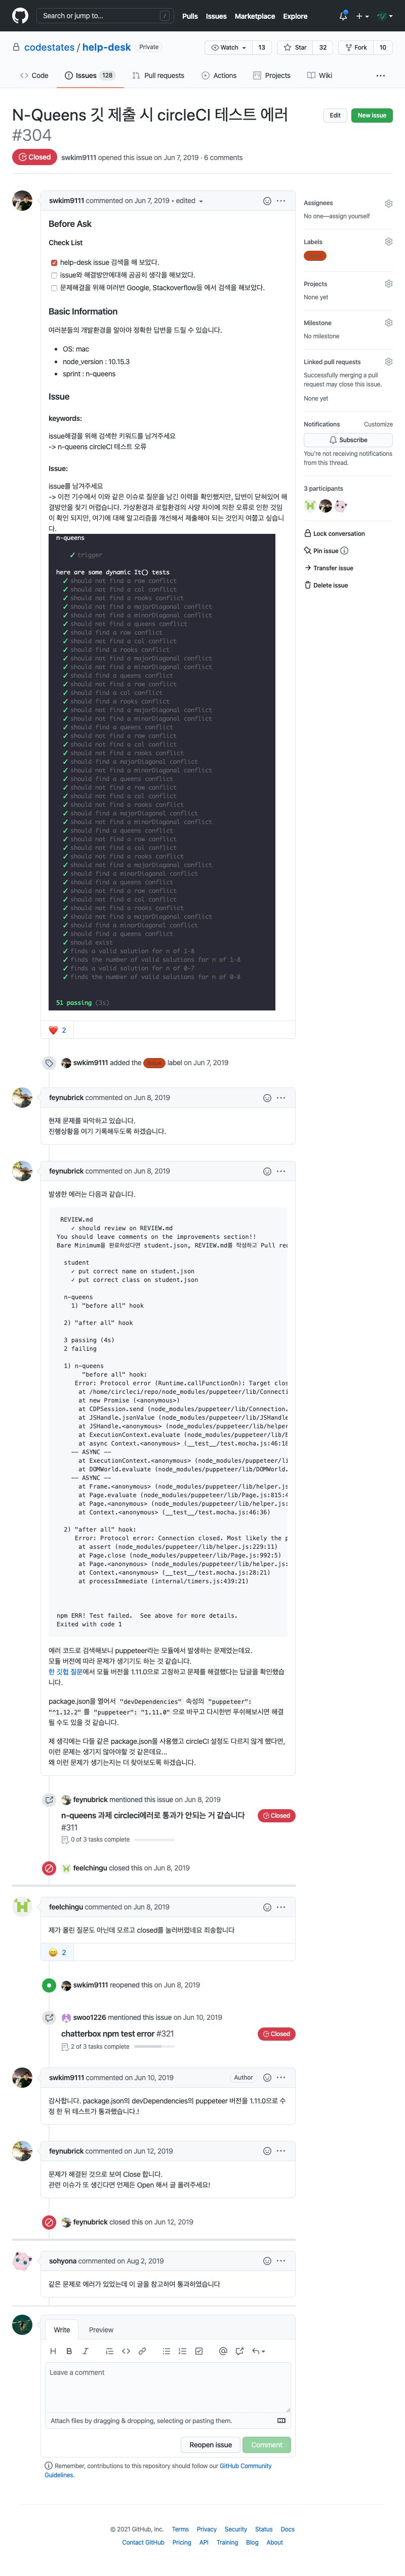 Search or jump to...
/
Pulls Issues Marketplace Explore
codestates / help-desk Private
Watch 13 Star 32 Fork 10
Code Issues 128 Pull requests Actions Projects Wiki
N-Queens 깃 제출 시 circleCI 테스트 에러 #304
Edit New issue
Closed swkim9111 opened this issue on Jun 7, 2019 · 6 comments
swkim9111 commented on Jun 7, 2019 • edited
Before Ask
Check List
help-desk issue 검색을 해 보았다.
issue와 해결방안에대해 곰곰히 생각을 해보았다.
문제해결을 위해 여러번 Google, Stackoverflow등 에서 검색을 해보았다.
Basic Information
여러분들의 개발환경을 알아야 정확한 답변을 드릴 수 있습니다.
OS: mac
node_version : 10.15.3
sprint : n-queens
Issue
keywords:
issue해결을 위해 검색한 키워드를 남겨주세요
-> n-queens circleCI 테스트 오류
Issue:
issue를 남겨주세요
-> 이전 기수에서 이와 같은 이슈로 질문을 남긴 이력을 확인했지만, 답변이 닫혀있어 해
결방안을 찾기 어렵습니다. 가상환경과 로컬환경의 사양 차이에 의한 오류로 인한 것임
이 확인 되지만, 여기에 대해 알고리즘을 개선해서 제출해야 되는 것인지 여쭙고 싶습니
다.
n-queens
✓ trigger
here are some dynamic It() tests
✓ should not find a row conflict
✓ should not find a col conflict
✓ should not find a rooks conflict
✓ should not find a majorDiagonal conflict
✓ should not find a minorDiagonal conflict
✓ should not find a queens conflict
✓ should find a row conflict
✓ should not find a col conflict
✓ should find a rooks conflict
✓ should not find a majorDiagonal conflict
✓ should not find a minorDiagonal conflict
✓ should find a queens conflict
✓ should not find a row conflict
✓ should find a col conflict
✓ should find a rooks conflict
✓ should not find a majorDiagonal conflict
✓ should not find a minorDiagonal conflict
✓ should find a queens conflict
✓ should not find a row conflict
✓ should not find a col conflict
✓ should not find a rooks conflict
✓ should find a majorDiagonal conflict
✓ should not find a minorDiagonal conflict
✓ should find a queens conflict
✓ should not find a row conflict
✓ should not find a col conflict
✓ should not find a rooks conflict
✓ should find a majorDiagonal conflict
✓ should not find a minorDiagonal conflict
✓ should find a queens conflict
✓ should not find a row conflict
✓ should not find a col conflict
✓ should not find a rooks conflict
✓ should not find a majorDiagonal conflict
✓ should find a minorDiagonal conflict
✓ should find a queens conflict
✓ should not find a row conflict
✓ should not find a col conflict
✓ should not find a rooks conflict
✓ should not find a majorDiagonal conflict
✓ should find a minorDiagonal conflict
✓ should find a queens conflict
✓ should exist
✓ finds a valid solution for n of 1-8
✓ finds the number of valid solutions for n of 1-8
✓ finds a valid solution for n of 0-7
✓ finds the number of valid solutions for n of 0-8
51 passing (3s)
2
swkim9111 added the label on Jun 7, 2019
feynubrick commented on Jun 8, 2019
현재 문제를 파악하고 있습니다.
진행상황을 여기 기록해두도록 하겠습니다.
feynubrick commented on Jun 8, 2019
발생한 에러는 다음과 같습니다.
REVIEW.md
✓ should review on REVIEW.md
You should leave comments on the improvements section!!
Bare Minimum을 완료하셨다면 student.json, REVIEW.md를 작성하고 Pull rec
student
✓ put correct name on student.json
✓ put correct class on student.json
n-queens
1) "before all" hook
2) "after all" hook
3 passing (4s)
2 failing
1) n-queens
"before all" hook:
Error: Protocol error (Runtime.callFunctionOn): Target clos
at /home/circleci/repo/node_modules/puppeteer/lib/Connecti
at new Promise (<anonymous>)
at CDPSession.send (node_modules/puppeteer/lib/Connection.
at JSHandle.jsonValue (node_modules/puppeteer/lib/JSHandle
at JSHandle.<anonymous> (node_modules/puppeteer/lib/helper
at ExecutionContext.evaluate (node_modules/puppeteer/lib/E
at async Context.<anonymous> (__test__/test.mocha.js:46:18
-- ASYNC --
at ExecutionContext.<anonymous> (node_modules/puppeteer/li
at DOMWorld.evaluate (node_modules/puppeteer/lib/DOMWorld.
-- ASYNC --
at Frame.<anonymous> (node_modules/puppeteer/lib/helper.js
at Page.evaluate (node_modules/puppeteer/lib/Page.js:815:4
at Page.<anonymous> (node_modules/puppeteer/lib/helper.js:
at Context.<anonymous> (__test__/test.mocha.js:46:36)
2) "after all" hook:
Error: Protocol error: Connection closed. Most likely the p
at assert (node_modules/puppeteer/lib/helper.js:229:11)
at Page.close (node_modules/puppeteer/lib/Page.js:992:5)
at Page.<anonymous> (node_modules/puppeteer/lib/helper.js:
at Context.<anonymous> (__test__/test.mocha.js:28:21)
at processImmediate (internal/timers.js:439:21)
npm ERR! Test failed. See above for more details.
Exited with code 1
에러 코드로 검색해보니 puppeteer라는 모듈에서 발생하는 문제였는데요.
모듈 버전에 따라 문제가 생기기도 하는 것 같습니다.
한 깃헙 질문에서 모듈 버전을 1.11.0으로 고정하고 문제를 해결했다는 답글을 확인했습
니다.
package.json을 열어서 "devDependencies" 속성의 "puppeteer":
"^1.12.2" 를 "puppeteer": "1.11.0" 으로 바꾸고 다시한번 푸쉬해보시면 해결
될 수도 있을 것 같습니다.
제 생각에는 다들 같은 package.json을 사용했고 circleCI 설정도 다르지 않게 했다면,
이런 문제는 생기지 않아야할 것 같은데요...
왜 이런 문제가 생기는지는 더 찾아보도록 하겠습니다.
feynubrick mentioned this issue on Jun 8, 2019
n-queens 과제 circleci에러로 통과가 안되는 거 같습니다 #311
Closed
0 of 3 tasks complete
feelchingu closed this on Jun 8, 2019
feelchingu commented on Jun 8, 2019
제가 올린 질문도 아닌데 모르고 closed를 눌러버렸네요 죄송합니다
2
swkim9111 reopened this on Jun 8, 2019
swoo1226 mentioned this issue on Jun 10, 2019
chatterbox npm test error #321
Closed
2 of 3 tasks complete
swkim9111 commented on Jun 10, 2019 Author
감사합니다. package.json의 devDependencies의 puppeteer 버전을 1.11.0으로 수
정 한 뒤 테스트가 통과했습니다.!
feynubrick commented on Jun 12, 2019
문제가 해결된 것으로 보여 Close 합니다.
관련 이슈가 또 생긴다면 언제든 Open 해서 글 올려주세요!
feynubrick closed this on Jun 12, 2019
sohyona commented on Aug 2, 2019
같은 문제로 에러가 있었는데 이 글을 참고하여 통과하였습니다
Write Preview
Leave a comment
Attach files by dragging & dropping, selecting or pasting them.
Reopen issue Comment
Remember, contributions to this repository should follow our GitHub Community
Guidelines.
Assignees
No one—assign yourself
Labels
Projects
None yet
Milestone
No milestone
Linked pull requests
Successfully merging a pull
request may close this issue.
None yet
Notifications Customize
Subscribe
You're not receiving notifications
from this thread.
3 participants
Lock conversation
Pin issue
Transfer issue
Delete issue
© 2021 GitHub, Inc. Terms Privacy Security Status Docs
Contact GitHub Pricing API Training Blog About